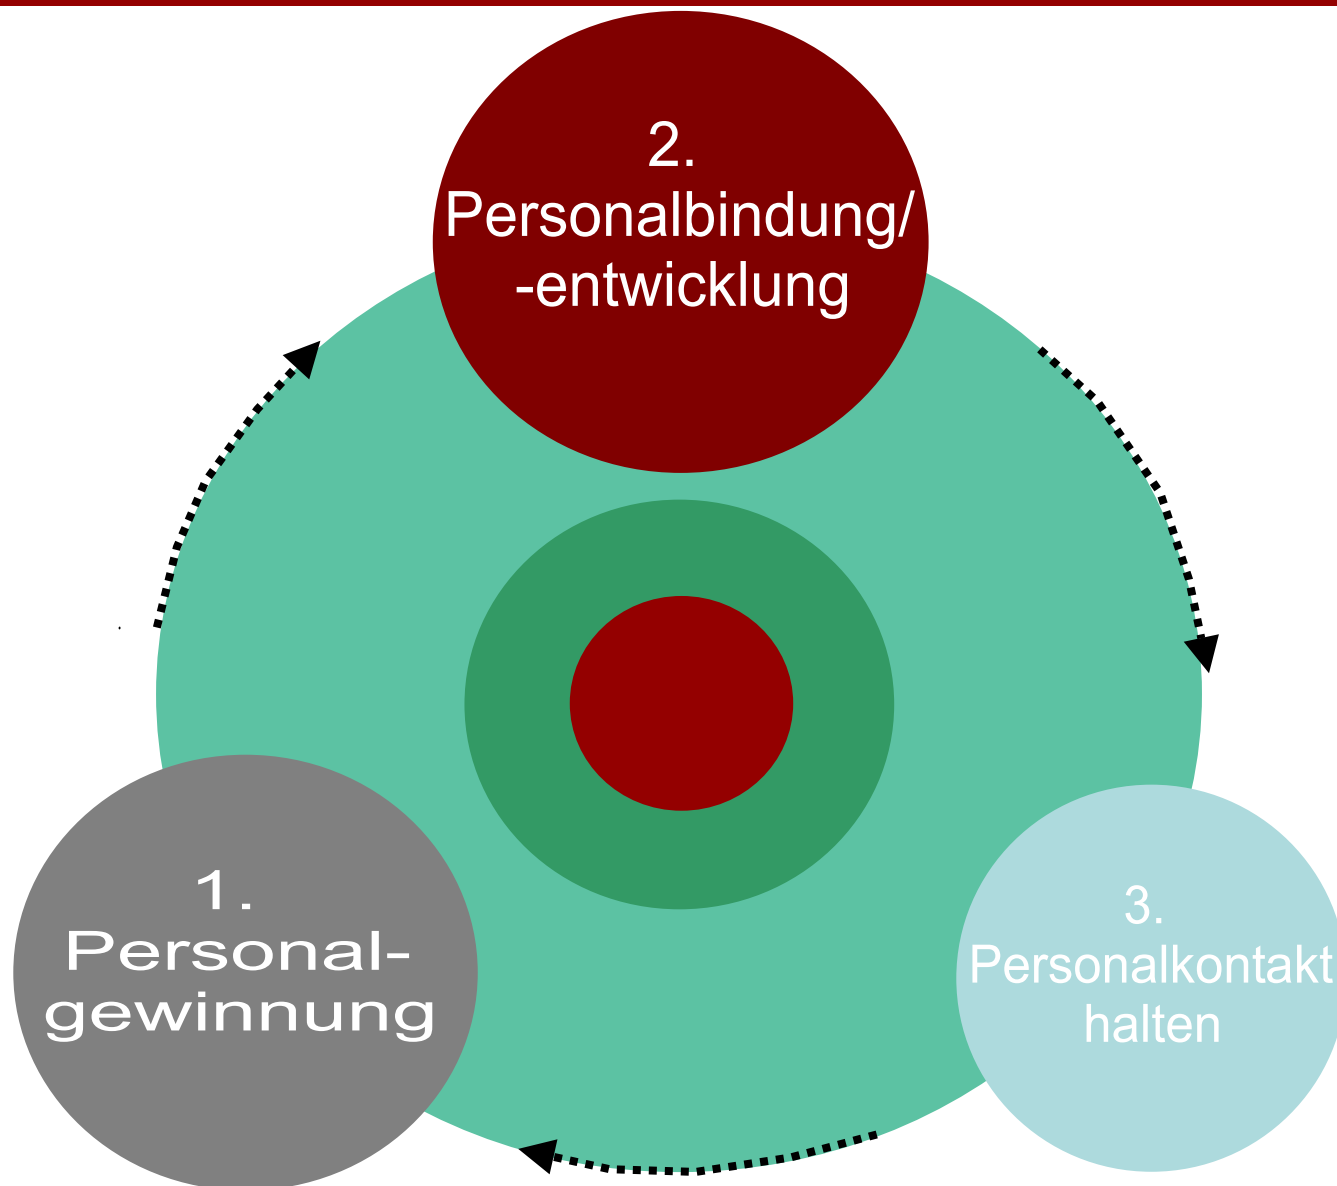 2.
Personalbindung/
-entwicklung
1.
Personal-
gewinnung
3.
Personalkontakt
halten